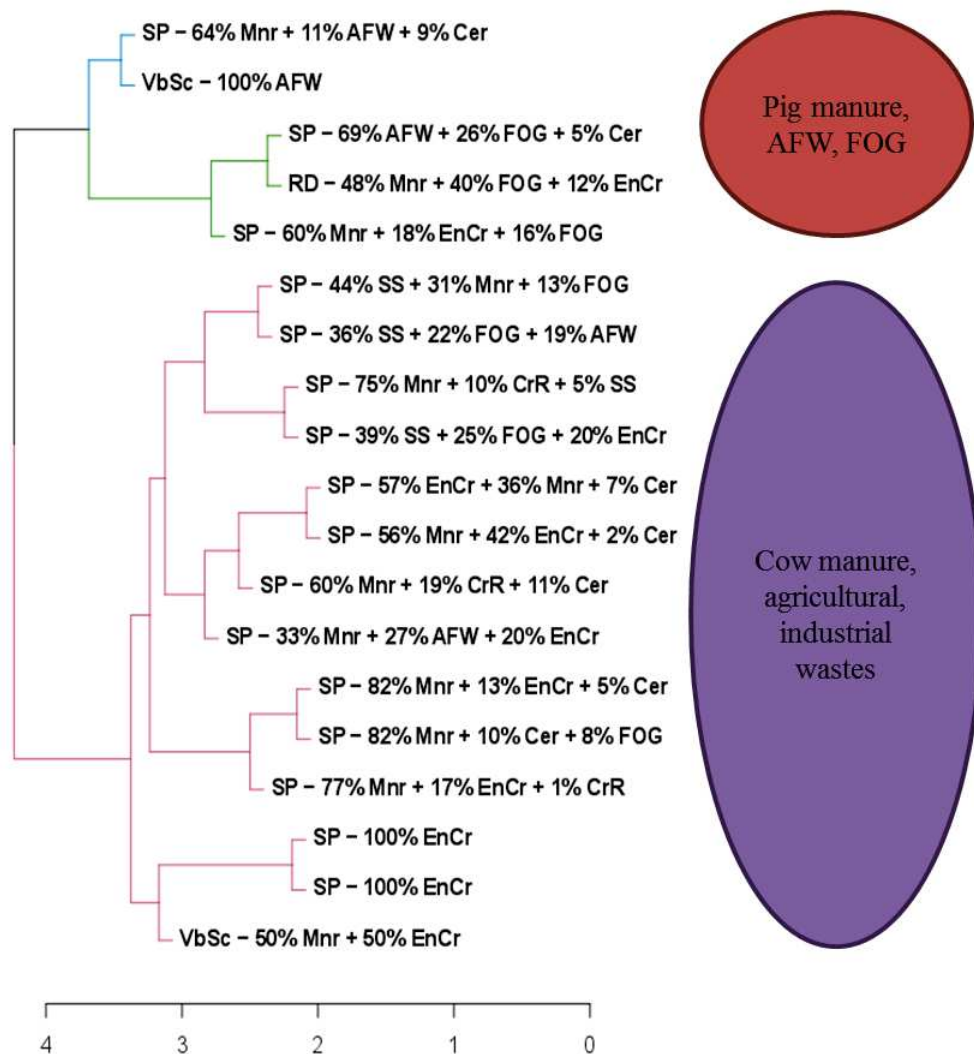 SP – 64% Mnr + 11% AFW + 9% Cer
VbSc – 100% AFW
SP – 69% AFW + 26% FOG + 5% Cer
RD – 48% Mnr + 40% FOG + 12% EnCr
SP – 60% Mnr + 18% EnCr + 16% FOG
SP – 44% SS + 31% Mnr + 13% FOG
SP – 36% SS + 22% FOG + 19% AFW
SP – 75% Mnr + 10% CrR + 5% SS
SP – 39% SS + 25% FOG + 20% EnCr
SP – 57% EnCr + 36% Mnr + 7% Cer
SP – 56% Mnr + 42% EnCr + 2% Cer
SP – 60% Mnr + 19% CrR + 11% Cer
SP – 33% Mnr + 27% AFW + 20% EnCr
SP – 82% Mnr + 13% EnCr + 5% Cer
SP – 82% Mnr + 10% Cer + 8% FOG
SP – 77% Mnr + 17% EnCr + 1% CrR
SP – 100% EnCr
SP – 100% EnCr
VbSc – 50% Mnr + 50% EnCr
Pig manure,
AFW, FOG
Cow manure,
agricultural,
industrial
wastes
4 3 2 1 0